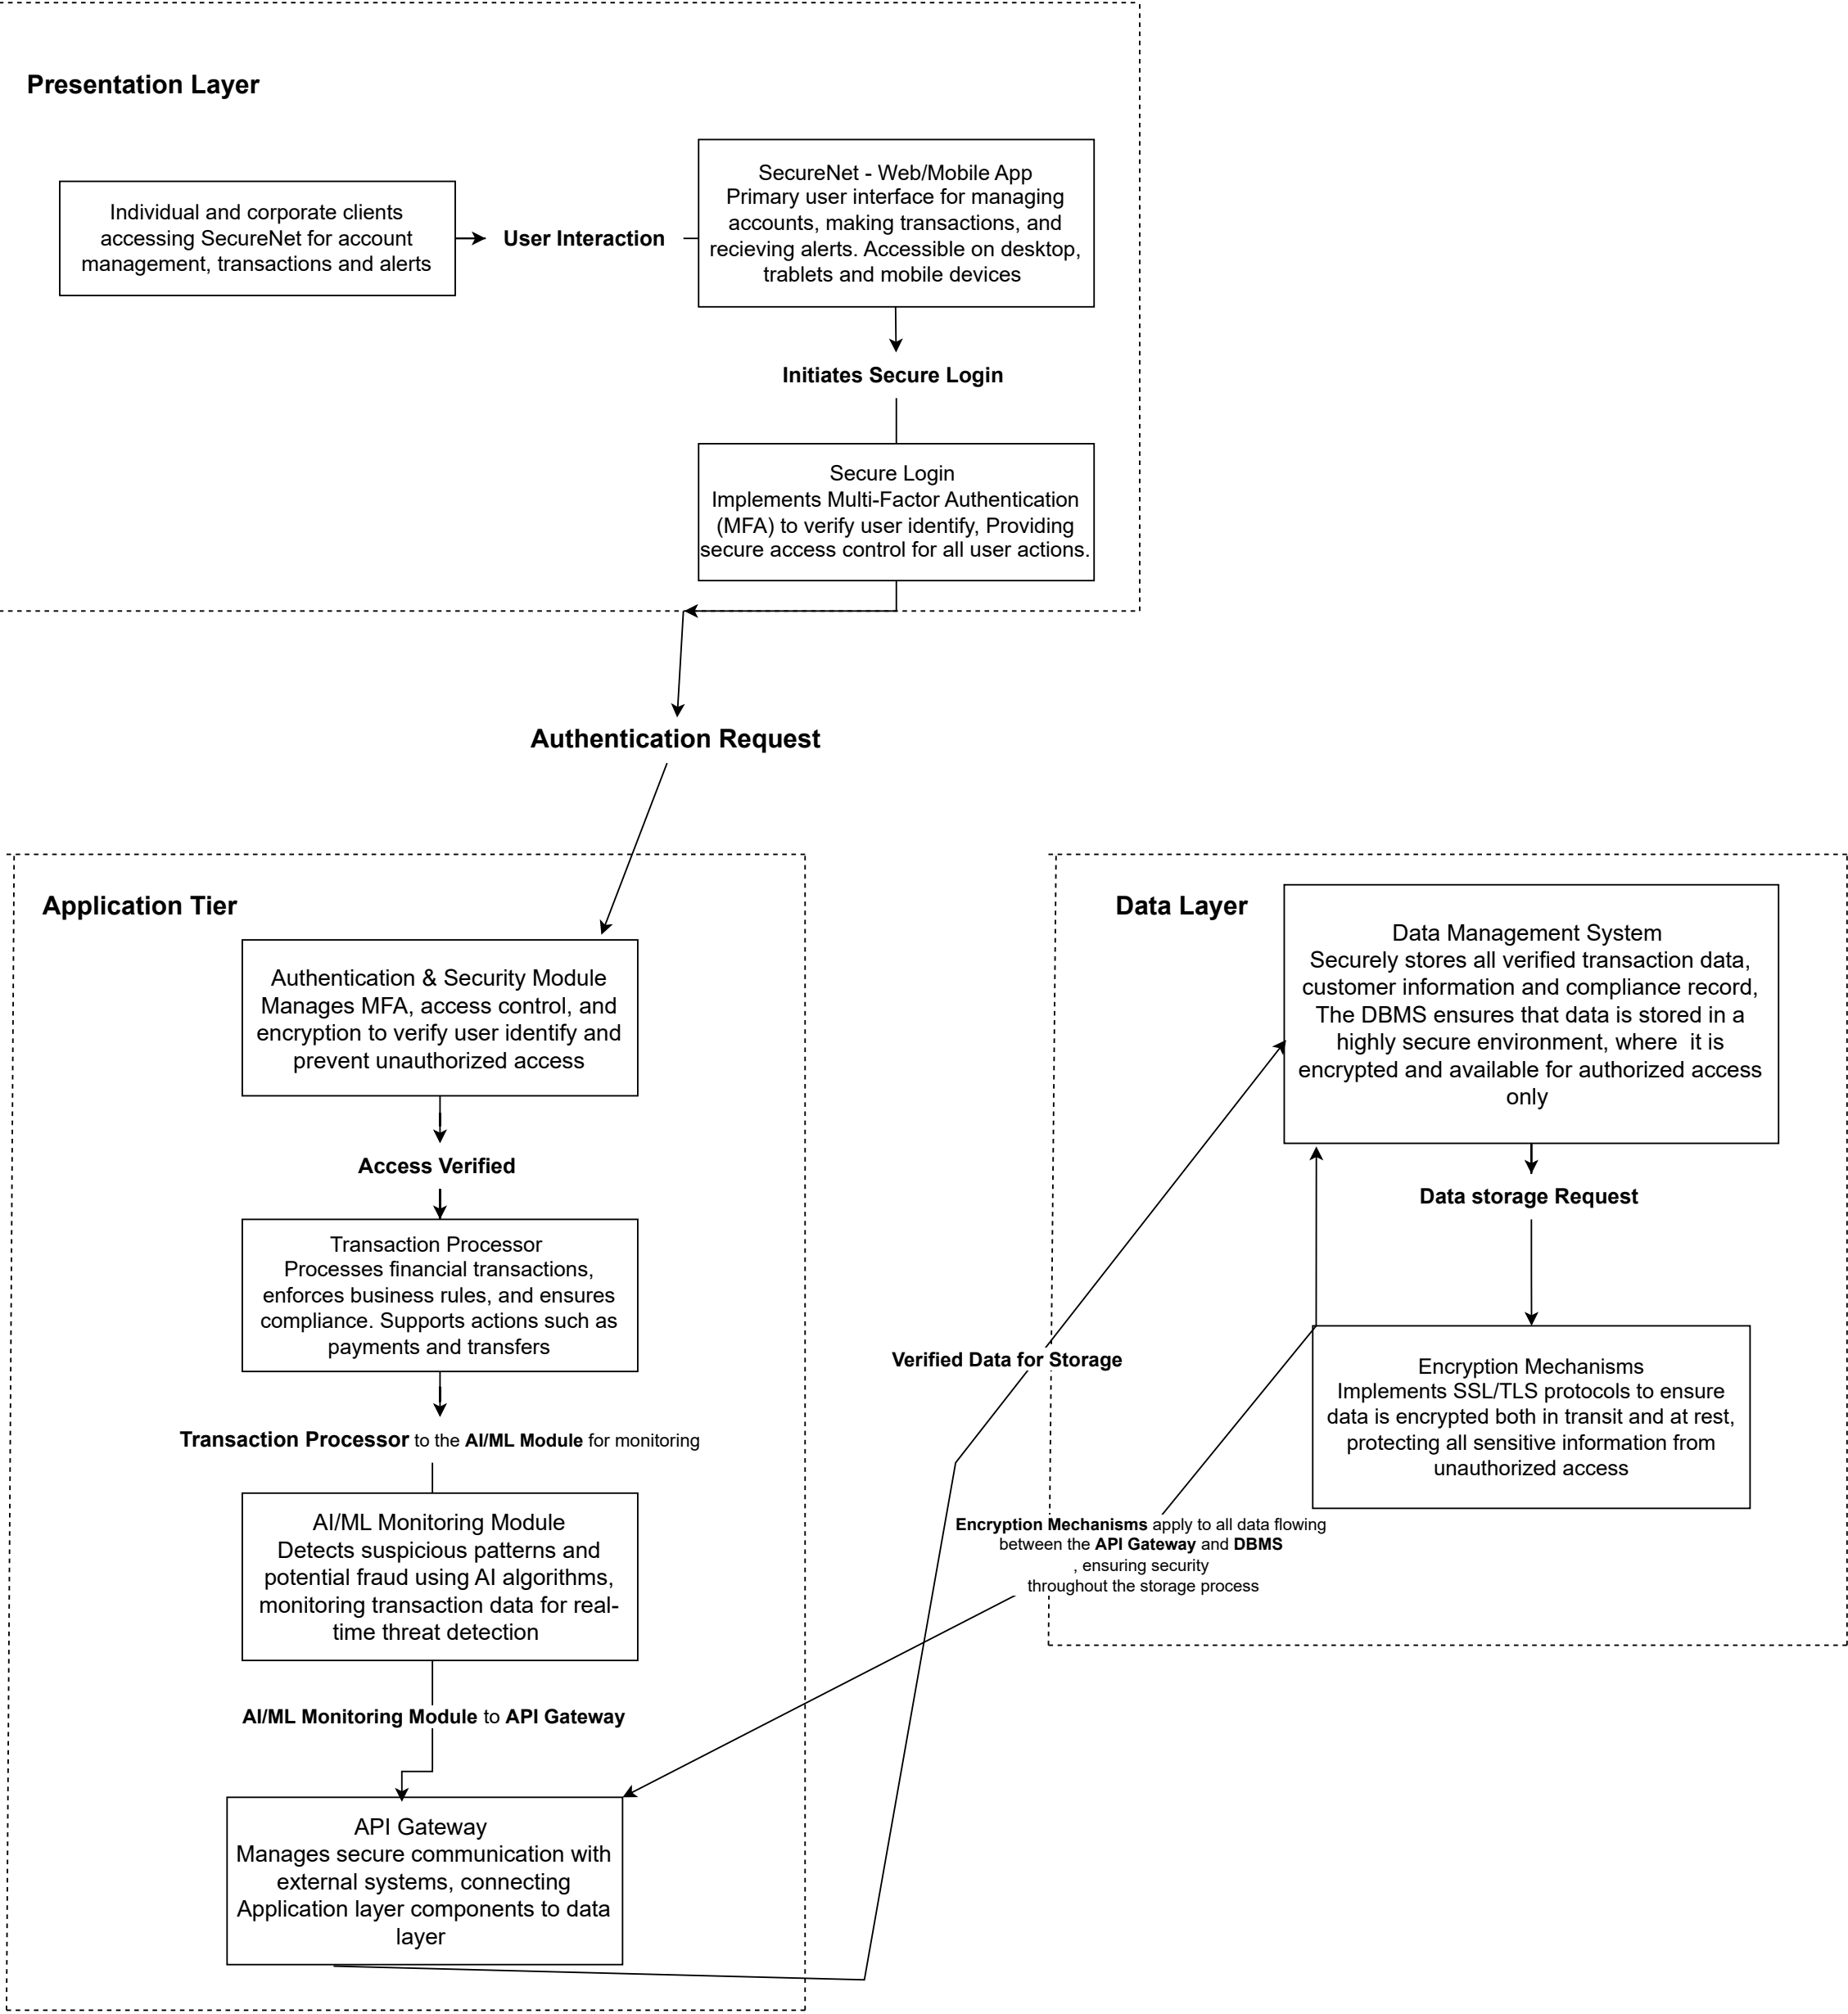 Presentation Layer
Individual and corporate clients
accessing SecureNet for account
management, transactions and alerts
User Interaction
SecureNet - Web/Mobile App
Primary user interface for managing
accounts, making transactions, and
recieving alerts. Accessible on desktop,
trablets and mobile devices
Initiates Secure Login
Secure Login
Implements Multi-Factor Authentication
(MFA) to verify user identify, Providing
secure access control for all user actions.
Authentication Request
Application Tier
Authentication & Security Module
Manages MFA, access control, and
encryption to verify user identify and
prevent unauthorized access
Access Verified
Transaction Processor
Processes financial transactions,
enforces business rules, and ensures
compliance. Supports actions such as
payments and transfers
Transaction Processor to the AI/ML Module for monitoring
AI/ML Monitoring Module
Detects suspicious patterns and
potential fraud using AI algorithms,
monitoring transaction data for real-
time threat detection
AI/ML Monitoring Module to API Gateway
API Gateway
Manages secure communication with
external systems, connecting
Application layer components to data
layer
Data Layer
Data Management System
Securely stores all verified transaction data,
customer information and compliance record,
The DBMS ensures that data is stored in a
highly secure environment, where  it is
encrypted and available for authorized access
only
Data storage Request
Verified Data for Storage
Encryption Mechanisms
Implements SSL/TLS protocols to ensure
data is encrypted both in transit and at rest,
protecting all sensitive information from
unauthorized access
Encryption Mechanisms apply to all data flowing
between the API Gateway and DBMS
, ensuring security
throughout the storage process